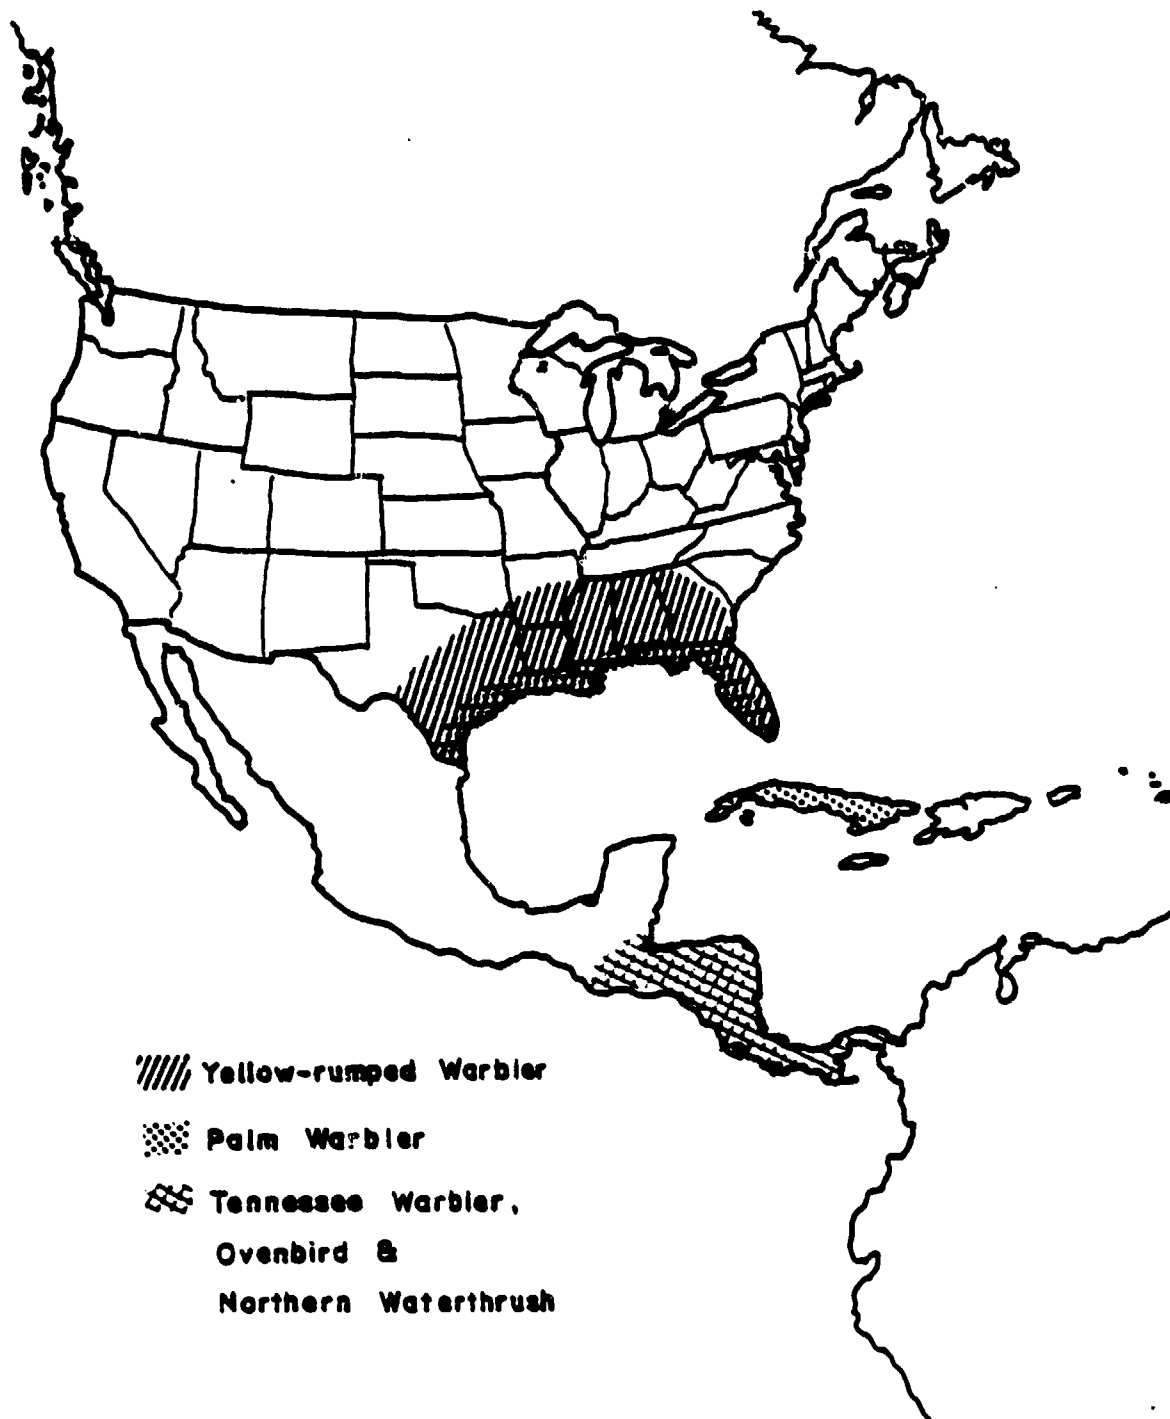 Yellow-rumped Warbler
Palm Warbler
Tennessee Warbler,
Ovenbird &
Northern Waterthrush